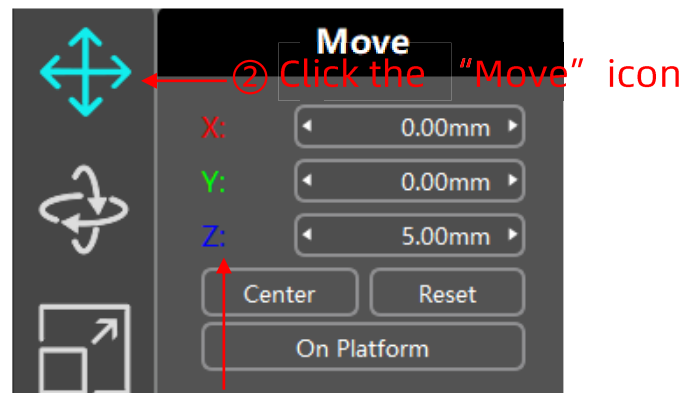 Move
② Click the “Move” icon
X: 0.00mm
Y: 0.00mm
Z: 5.00mm
Center Reset
On Platform